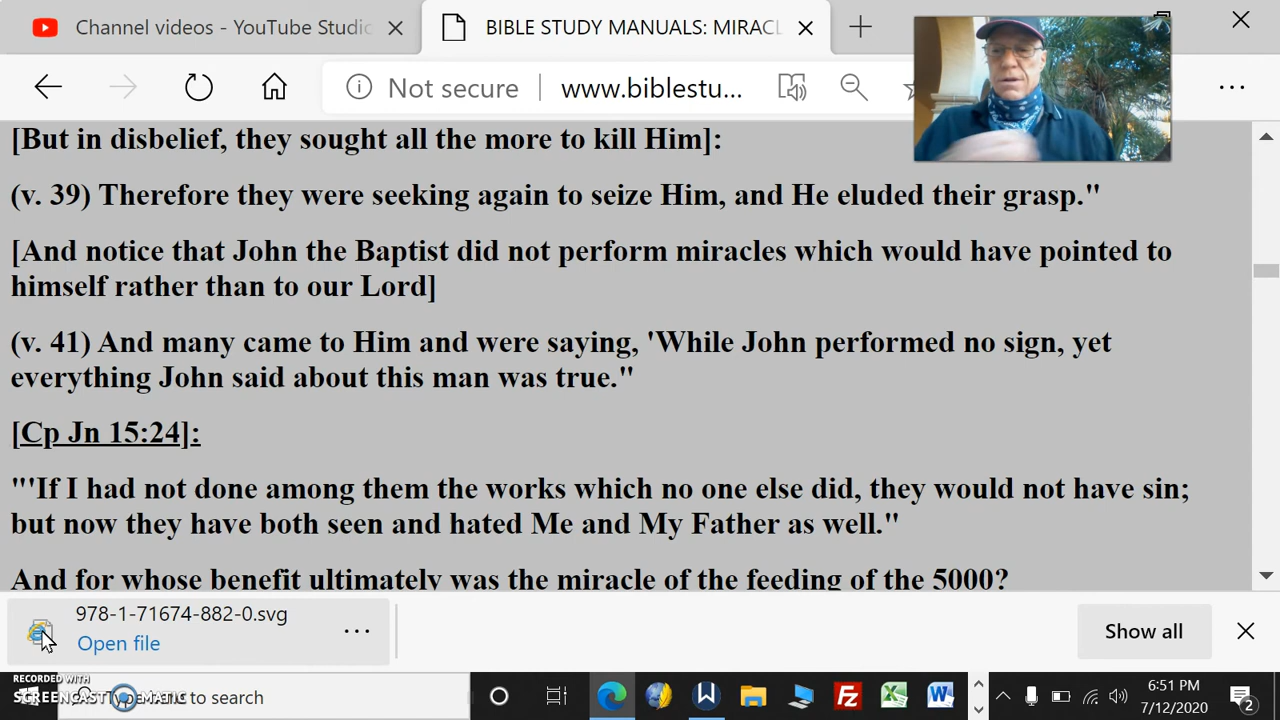 Channel videos - YouTube Studio
BIBLE STUDY MANUALS: MIRACL
Not secure
www.biblestu...
[But in disbelief, they sought all the more to kill Him]:
(v. 39) Therefore they were seeking again to seize Him, and He eluded their grasp."
[And notice that John the Baptist did not perform miracles which would have pointed to
himself rather than to our Lord]
(v. 41) And many came to Him and were saying, 'While John performed no sign, yet
everything John said about this man was true."
[Cp Jn 15:24]:
"'If I had not done among them the works which no one else did, they would not have sin;
but now they have both seen and hated Me and My Father as well."
And for whose benefit ultimately was the miracle of the feeding of the 5000?
978-1-71674-882-0.svg
Open file
Show all
RECORDED WITH
SCREENCAST MATIC
to search
6:51 PM
7/12/2020
2